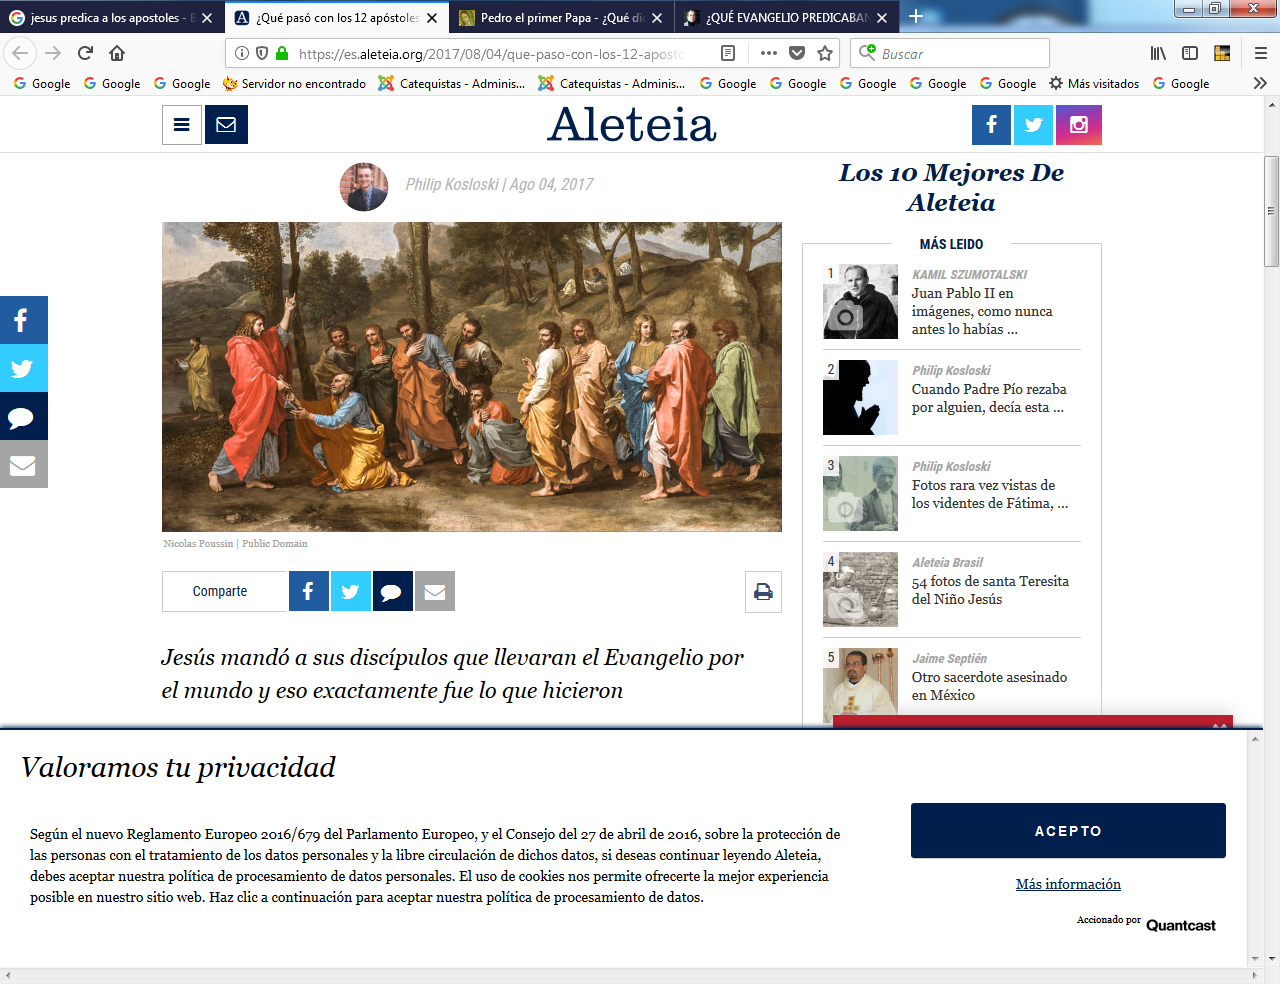 jesus predica a los apostoles - B
¿Qué pasó con los 12 apóstoles
Pedro el primer Papa - ¿Qué di
¿QUÉ EVANGELIO PREDICABAN
https://es.aleteia.org/2017/08/04/que-paso-con-los-12-aposto
Buscar
Google
Google
Google
Servidor no encontrado
Catequistas - Adminis...
Catequistas - Adminis...
Google
Google
Google
Google
Google
Más visitados
Google
Aleteia
Philip Kosloski | Ago 04, 2017
Nicolas Poussin | Public Domain
Comparte
Jesús mandó a sus discípulos que llevaran el Evangelio por
el mundo y eso exactamente fue lo que hicieron
Los 10 Mejores De
Aleteia
MÁS LEIDO
1
KAMIL SZUMOTALSKI
Juan Pablo II en
imágenes, como nunca
antes lo habías ...
2
Philip Kosloski
Cuando Padre Pío rezaba
por alguien, decía esta ...
3
Philip Kosloski
Fotos rara vez vistas de
los videntes de Fátima, ...
4
Aleteia Brasil
54 fotos de santa Teresita
del Niño Jesús
5
Jaime Septién
Otro sacerdote asesinado
en México
Valoramos tu privacidad
Según el nuevo Reglamento Europeo 2016/679 del Parlamento Europeo, y el Consejo del 27 de abril de 2016, sobre la protección de
las personas con el tratamiento de los datos personales y la libre circulación de dichos datos, si deseas continuar leyendo Aleteia,
debes aceptar nuestra política de procesamiento de datos personales. El uso de cookies nos permite ofrecerte la mejor experiencia
posible en nuestro sitio web. Haz clic a continuación para aceptar nuestra política de procesamiento de datos.
ACEPTO
Más información
Accionado por Quantcast